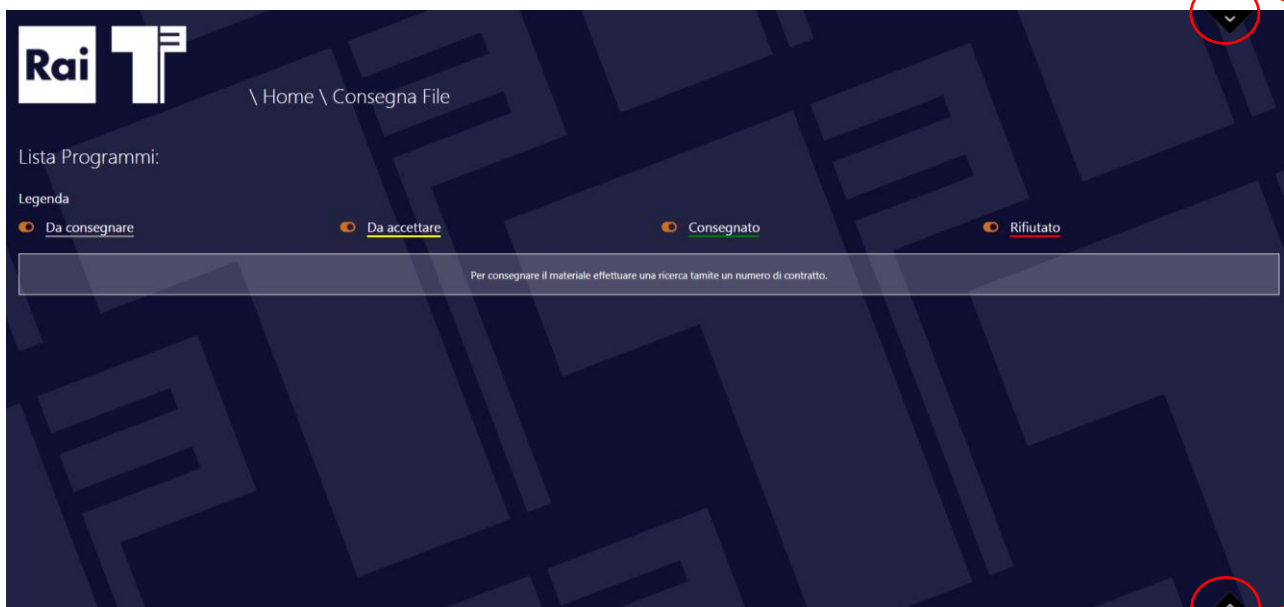 Rai
\ Home \ Consegna File
Lista Programmi:
Legenda
Da consegnare Da accettare Consegnato Rifiutato
Per consegnare il materiale effettuare una ricerca tamite un numero di contratto.